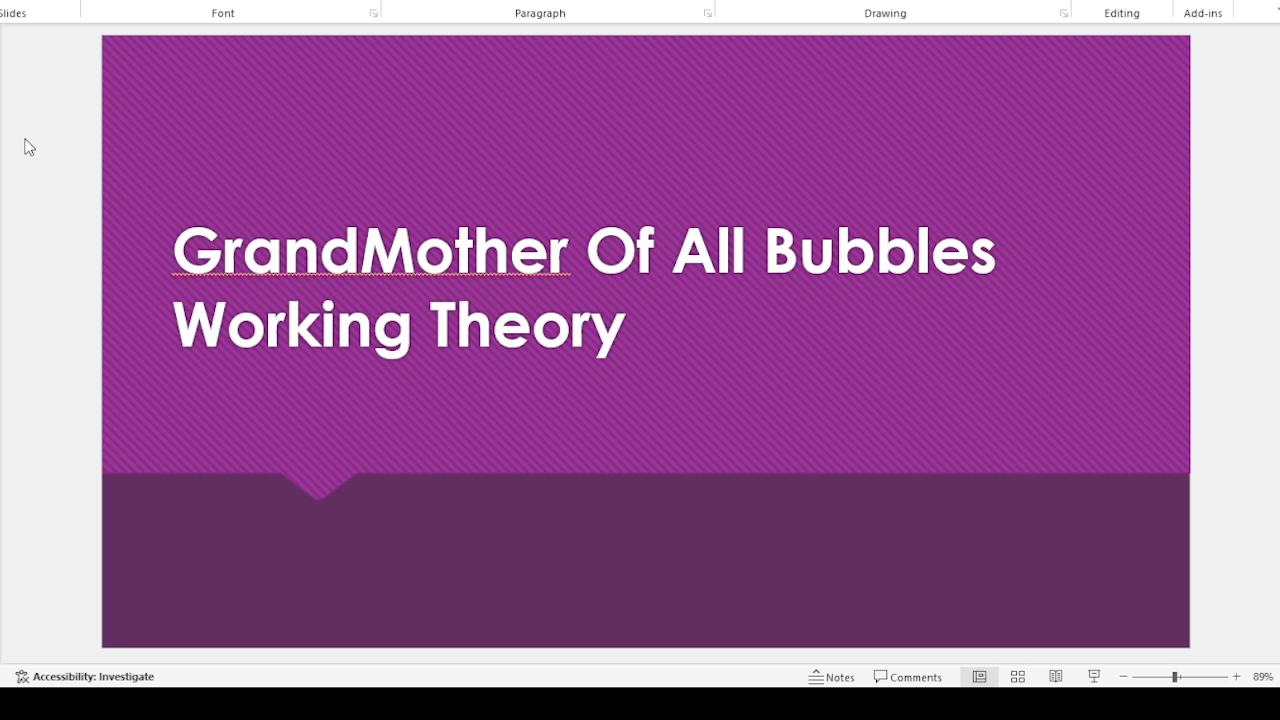 Slides Font Paragraph Drawing Editing Add-ins
GrandMother Of All Bubbles
Working Theory
Accessibility: Investigate Notes Comments 89%